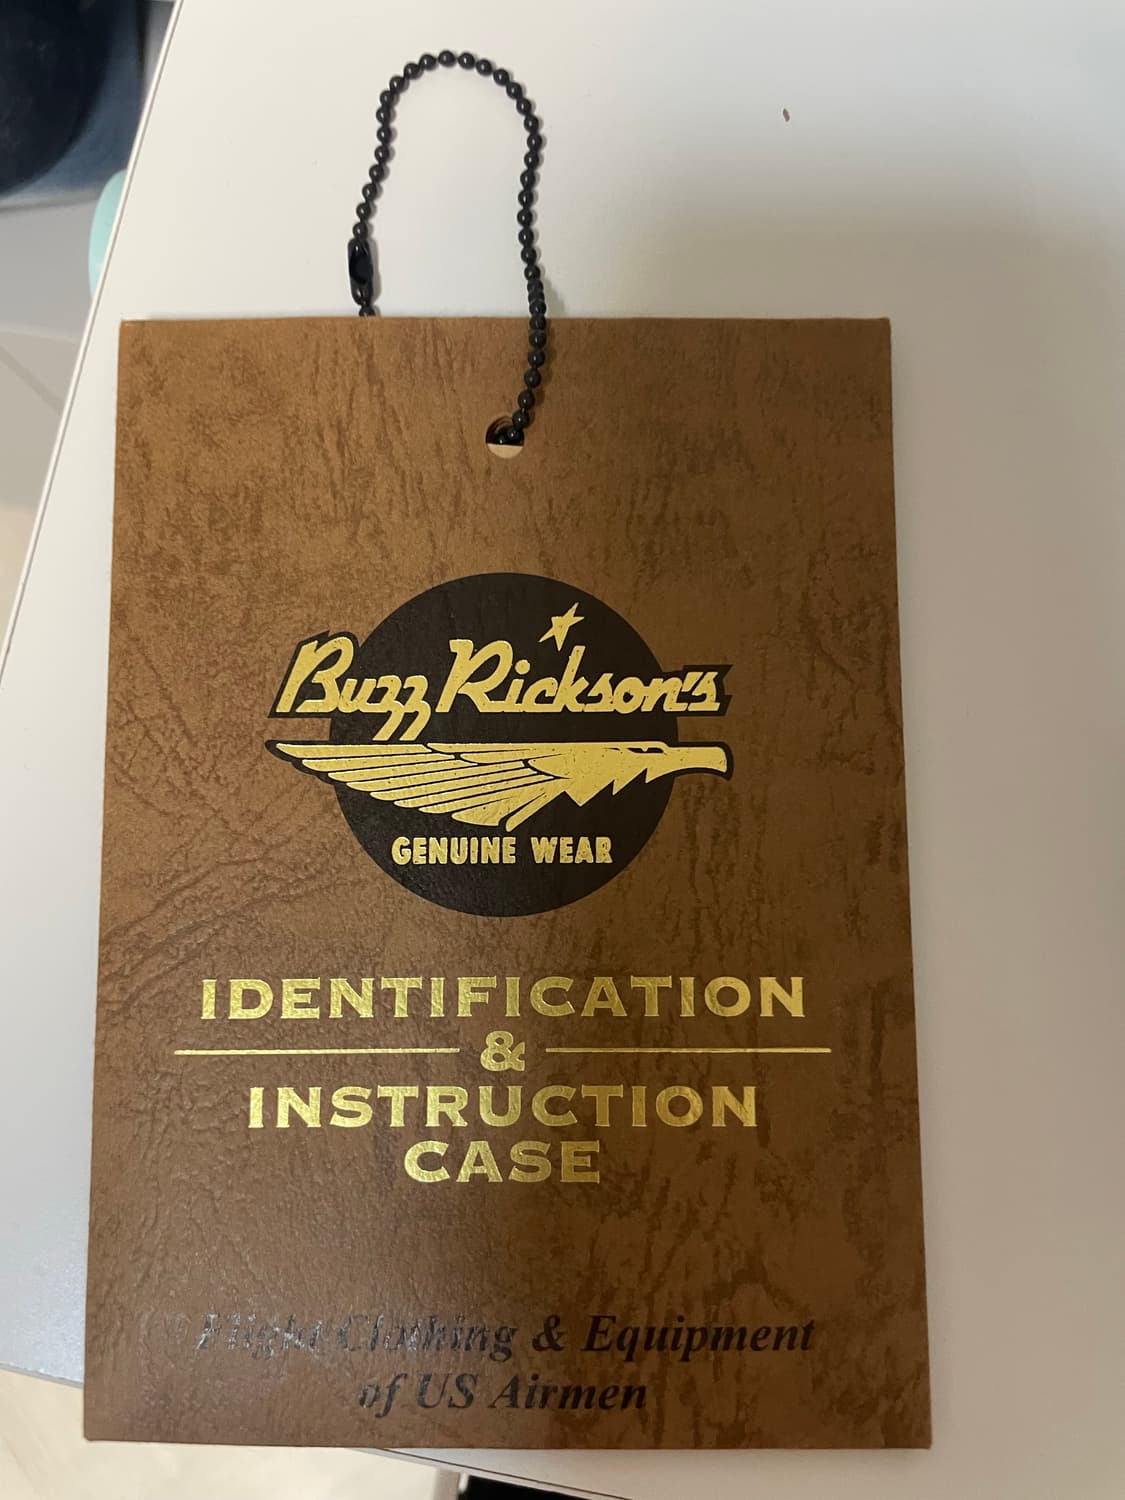 Buzz Rickson's
GENUINE WEAR
IDENTIFICATION
&
INSTRUCTION
CASE
Flight Clothing & Equipment
of US Airmen